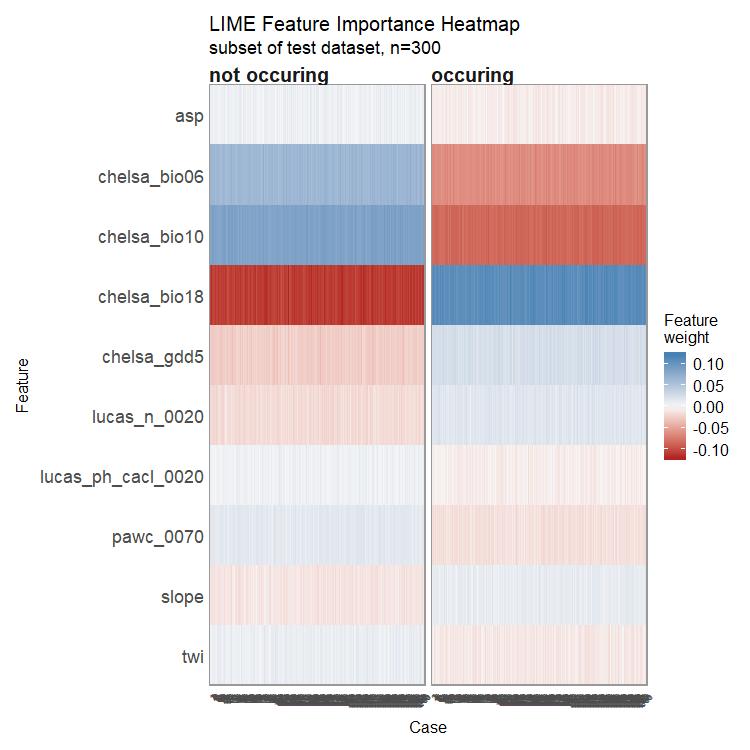 LIME Feature Importance Heatmap
subset of test dataset, n=300
not occuring
occuring
asp
chelsa_bio06
chelsa_bio10
chelsa_bio18
chelsa_gdd5
lucas_n_0020
lucas_ph_cacl_0020
pawc_0070
slope
twi
Feature
Case
Feature
weight
0.10
0.05
0.00
-0.05
-0.10